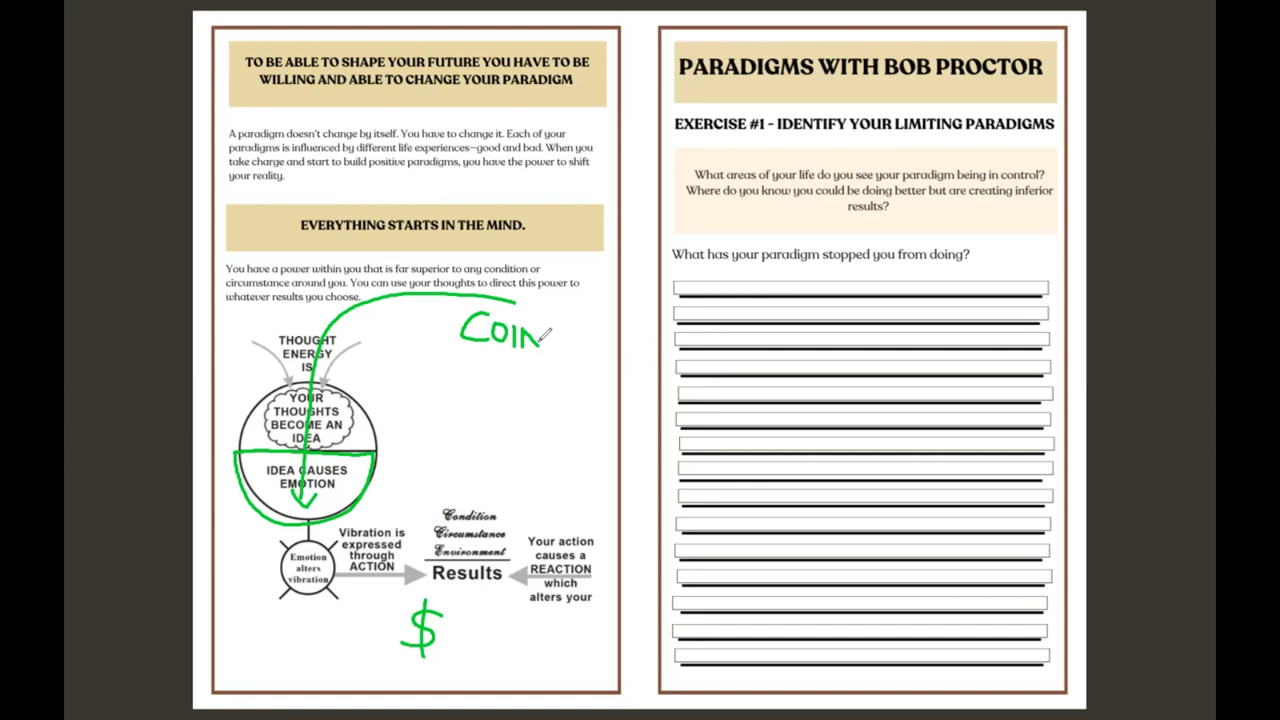 TO BE ABLE TO SHAPE YOUR FUTURE YOU HAVE TO BE
WILLING AND ABLE TO CHANGE YOUR PARADIGM
A paradigm doesn't change by itself. You have to change it. Each of your
paradigms is influenced by different life experiences—good and bad. When you
take charge and start to build positive paradigms, you have the power to shift
your reality.
EVERYTHING STARTS IN THE MIND.
You have a power within you that is far superior to any condition or
circumstance around you. You can use your thoughts to direct this power to
whatever results you choose.
COIN
THOUGHT
ENERGY
IS
YOUR
THOUGHTS
BECOME AN
IDEA
IDEA CAUSES
EMOTION
Emotion
alters
vibration
Vibration is
expressed
through
ACTION
Condition
Circumstance
Environment
Results
Your action
causes a
REACTION
which
alters your
$
PARADIGMS WITH BOB PROCTOR
EXERCISE #1 - IDENTIFY YOUR LIMITING PARADIGMS
What areas of your life do you see your paradigm being in control?
Where do you know you could be doing better but are creating inferior
results?
What has your paradigm stopped you from doing?